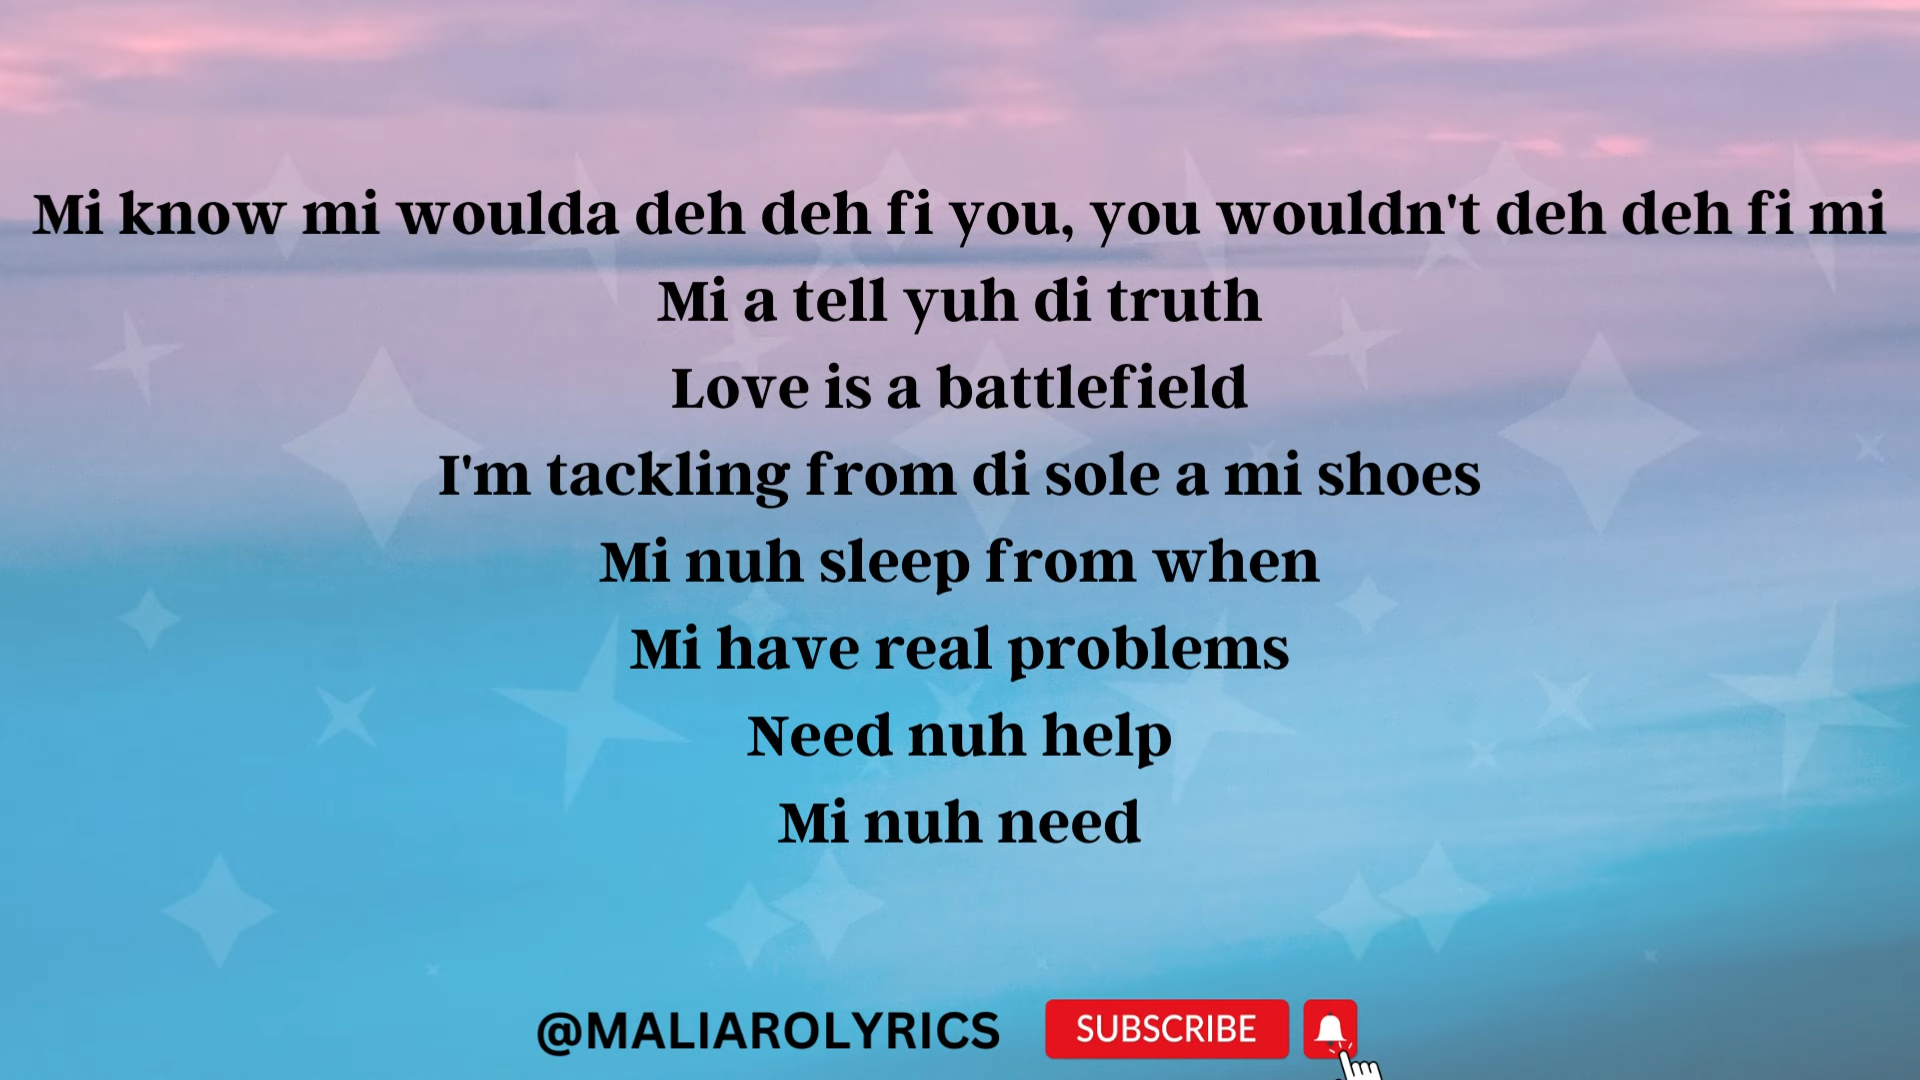 Mi know mi woulda deh deh fi you, you wouldn't deh deh fi mi
Mi a tell yuh di truth
Love is a battlefield
I'm tackling from di sole a mi shoes
Mi nuh sleep from when
Mi have real problems
Need nuh help
Mi nuh need
@MALIAROLYRICS SUBSCRIBE